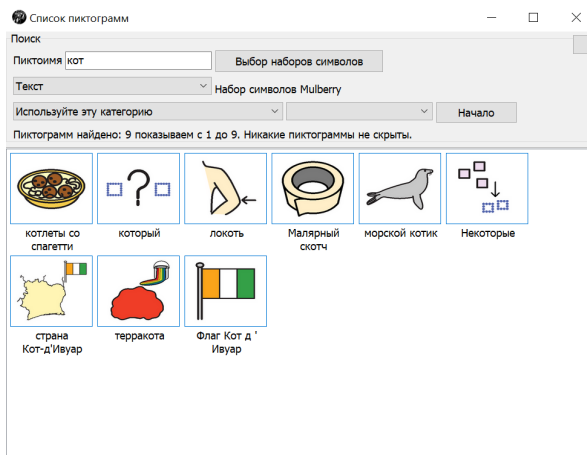 Список пиктограмм
Поиск
Пиктоимя кот
Выбор наборов символов
Текст
Набор символов Mulberry
Используйте эту категорию
Начало
Пиктограмм найдено: 9 показываем с 1 до 9. Никакие пиктограммы не скрыты.
котлеты со
спагетти
который
локоть
Малярный
скотч
морской котик
Некоторые
страна
Кот-д'Ивуар
терракота
Флаг Кот д '
Ивуар